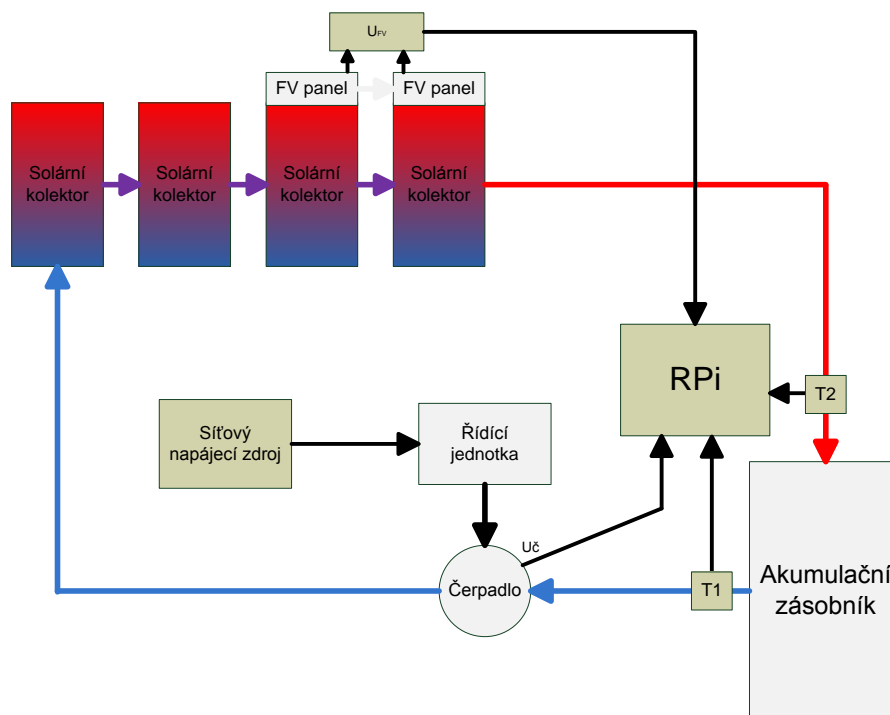 UFV
FV panel
FV panel
Solární
kolektor
Solární
kolektor
Solární
kolektor
Solární
kolektor
RPi
T2
Síťový
napájecí zdroj
Řídící
jednotka
Uč
Čerpadlo
T1
Akumulační
zásobník